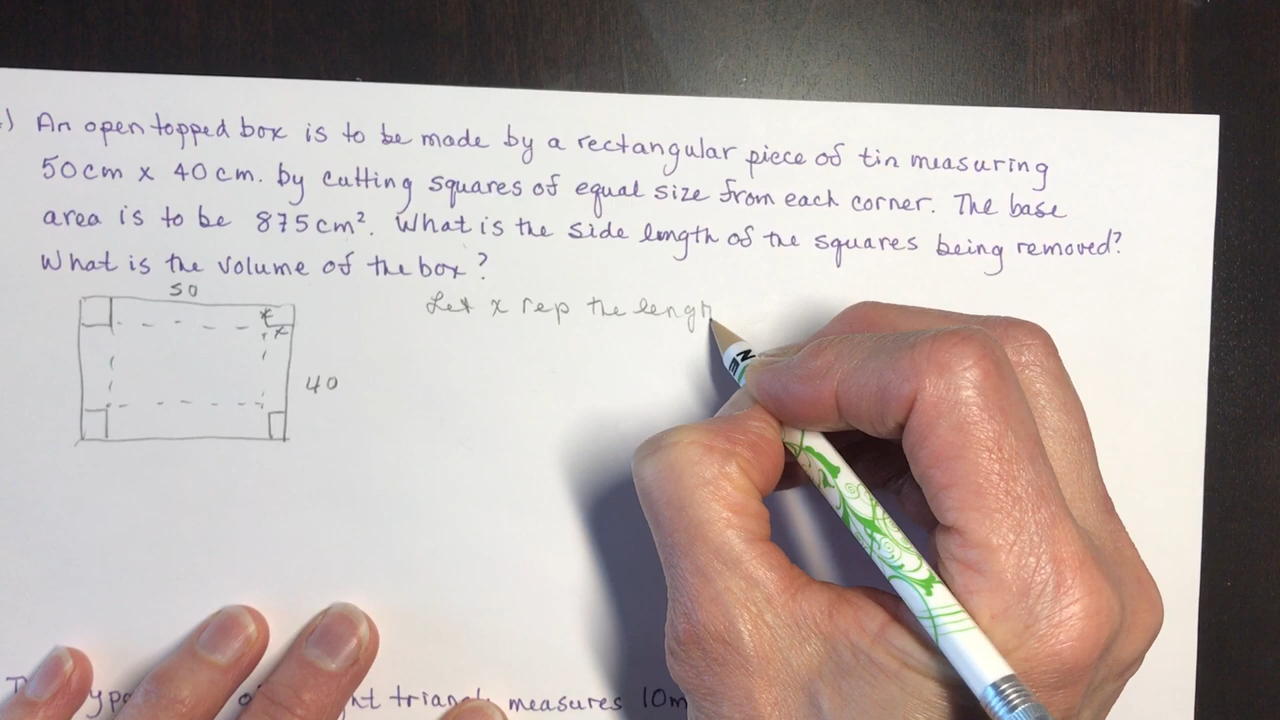 .) An open topped box is to be made by a rectangular piece of tin measuring
50cm x 40cm. by cutting squares of equal size from each corner. The base
area is to be 875cm². What is the side length of the squares being removed?
What is the volume of the box?
50
Let x rep the lengh
x
x
40
measures 10m
NE